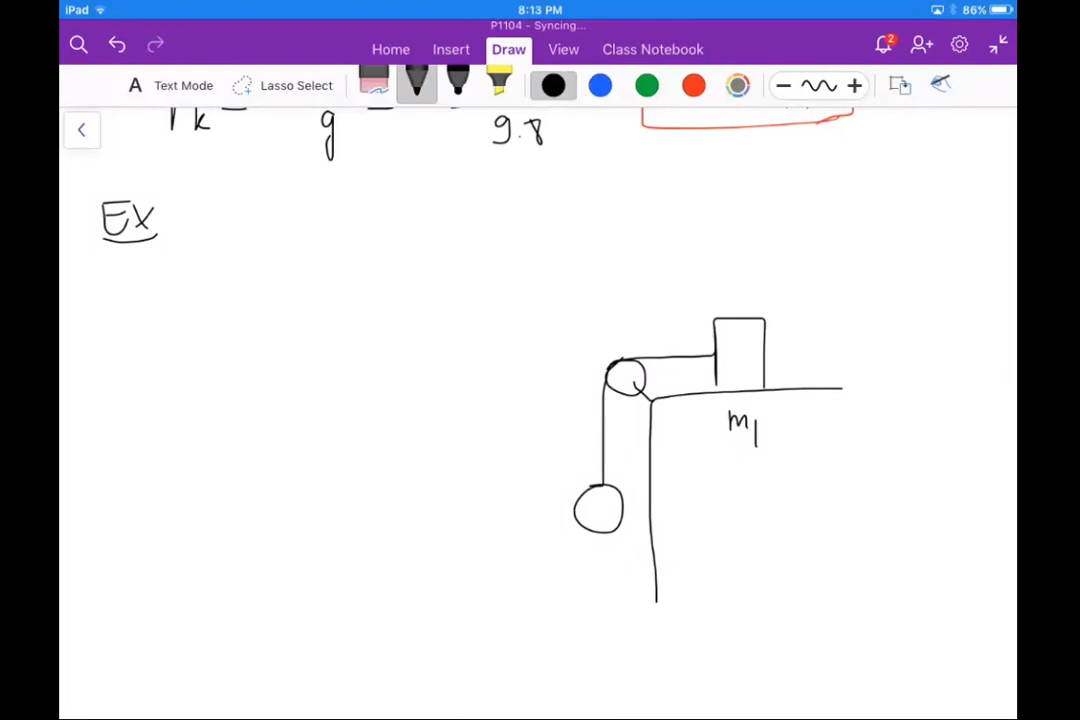 iPad 8:13 PM 86%
P1104 - Syncing...
Home Insert Draw View Class Notebook 2
A Text Mode Lasso Select
k g 9.8
EX
m1